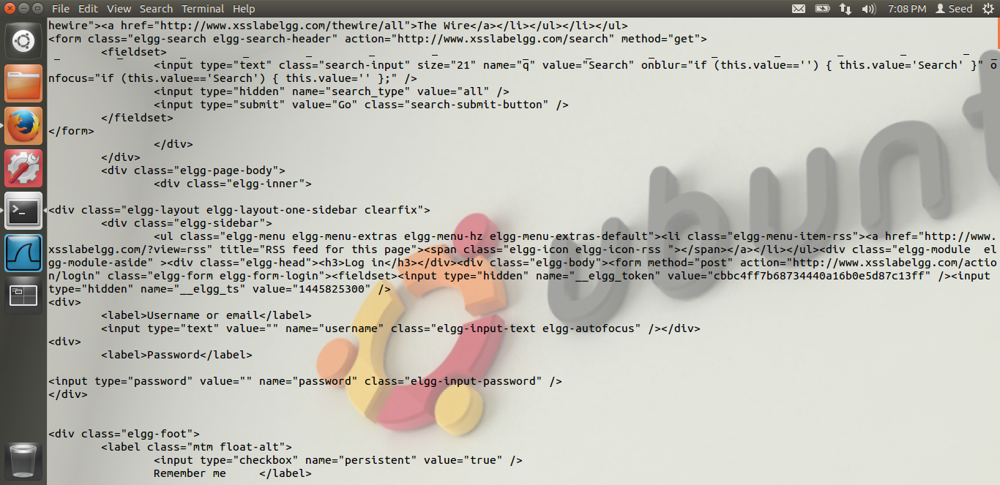 File Edit View Search Terminal Help 7:08 PM Seed
hewire"><a href="http://www.xsslabelgg.com/thewire/all">The Wire</a></li></ul></li></ul>
<form class="elgg-search elgg-search-header" action="http://www.xsslabelgg.com/search" method="get">
<fieldset>
<input type="text" class="search-input" size="21" name="q" value="Search" onblur="if (this.value=='') { this.value='Search' }" o
nfocus="if (this.value=='Search') { this.value='' };" />
<input type="hidden" name="search_type" value="all" />
<input type="submit" value="Go" class="search-submit-button" />
</fieldset>
</form>
</div>
</div>
<div class="elgg-page-body">
<div class="elgg-inner">
<div class="elgg-layout elgg-layout-one-sidebar clearfix">
<div class="elgg-sidebar">
<ul class="elgg-menu elgg-menu-extras elgg-menu-hz elgg-menu-extras-default"><li class="elgg-menu-item-rss"><a href="http://www.
xsslabelgg.com/?view=rss" title="RSS feed for this page"><span class="elgg-icon elgg-icon-rss "></span></a></li></ul><div class="elgg-module  el
gg-module-aside" ><div class="elgg-head"><h3>Log in</h3></div><div class="elgg-body"><form method="post" action="http://www.xsslabelgg.com/actio
n/login" class="elgg-form elgg-form-login"><fieldset><input type="hidden" name="__elgg_token" value="cbbc4ff7b68734440a16b0e5d87c13ff" /><input
type="hidden" name="__elgg_ts" value="1445825300" />
<div>
<label>Username or email</label>
<input type="text" value="" name="username" class="elgg-input-text elgg-autofocus" /></div>
<div>
<label>Password</label>
<input type="password" value="" name="password" class="elgg-input-password" />
</div>
<div class="elgg-foot">
<label class="mtm float-alt">
<input type="checkbox" name="persistent" value="true" />
Remember me     </label>
ubunt